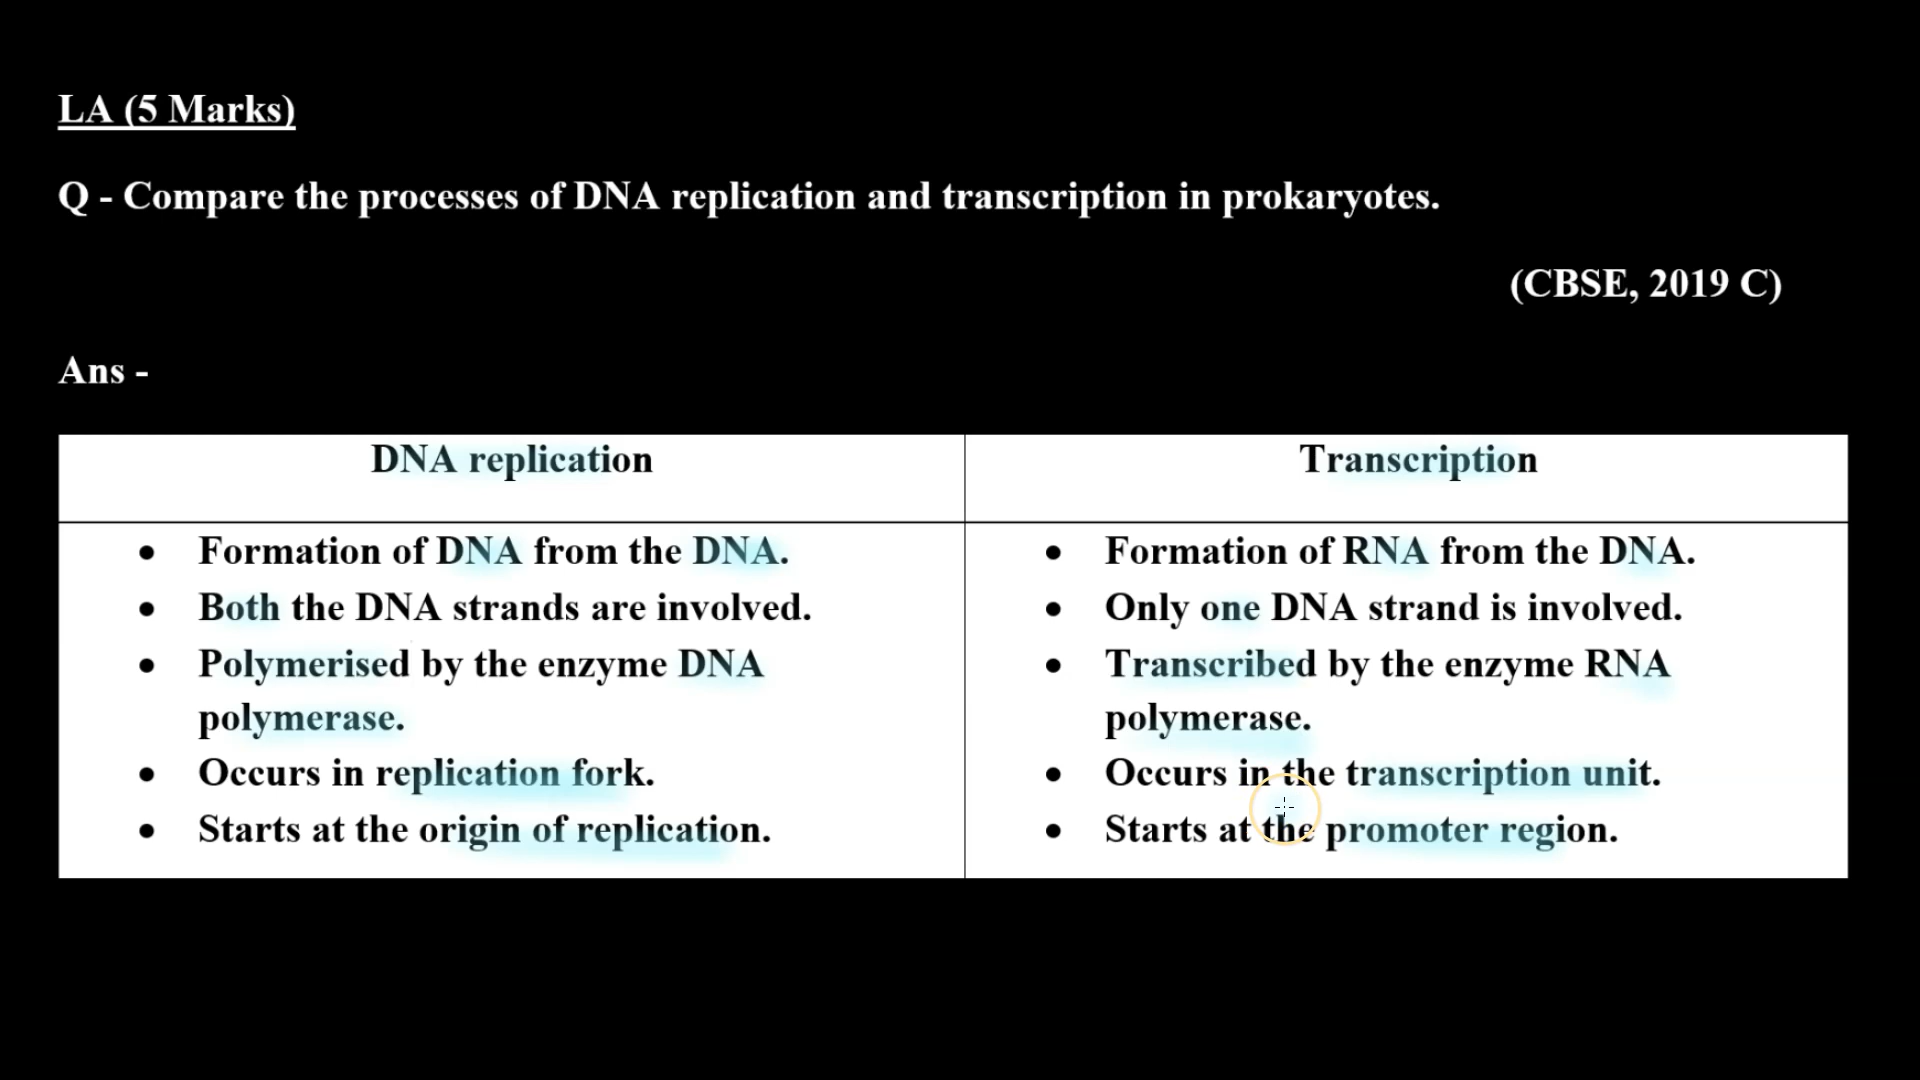 LA (5 Marks)
Q - Compare the processes of DNA replication and transcription in prokaryotes.
(CBSE, 2019 C)
Ans -
DNA replication
• Formation of DNA from the DNA.
• Both the DNA strands are involved.
• Polymerised by the enzyme DNA
polymerase.
• Occurs in replication fork.
• Starts at the origin of replication.
Transcription
• Formation of RNA from the DNA.
• Only one DNA strand is involved.
• Transcribed by the enzyme RNA
polymerase.
• Occurs in the transcription unit.
• Starts at the promoter region.